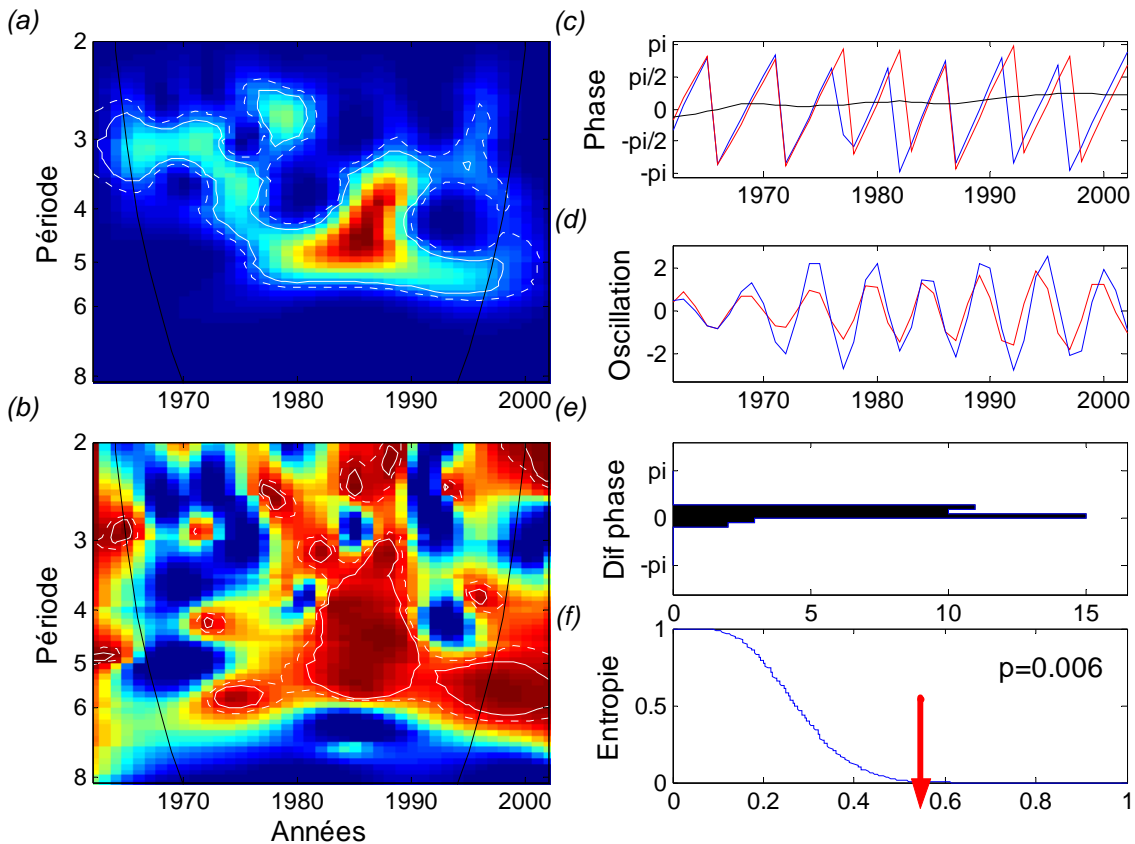 (a)
2
3
4
5
6
8
Période
1970
1980
1990
2000
(b)
2
3
4
5
6
8
Période
1970
1980
1990
2000
Années
(c)
pi
pi/2
0
-pi/2
-pi
Phase
1970
1980
1990
2000
(d)
2
0
-2
Oscillation
1970
1980
1990
2000
(e)
pi
0
-pi
Dif phase
0
5
10
15
(f)
1
0.5
0
Entropie
p=0.006
0
0.2
0.4
0.6
0.8
1